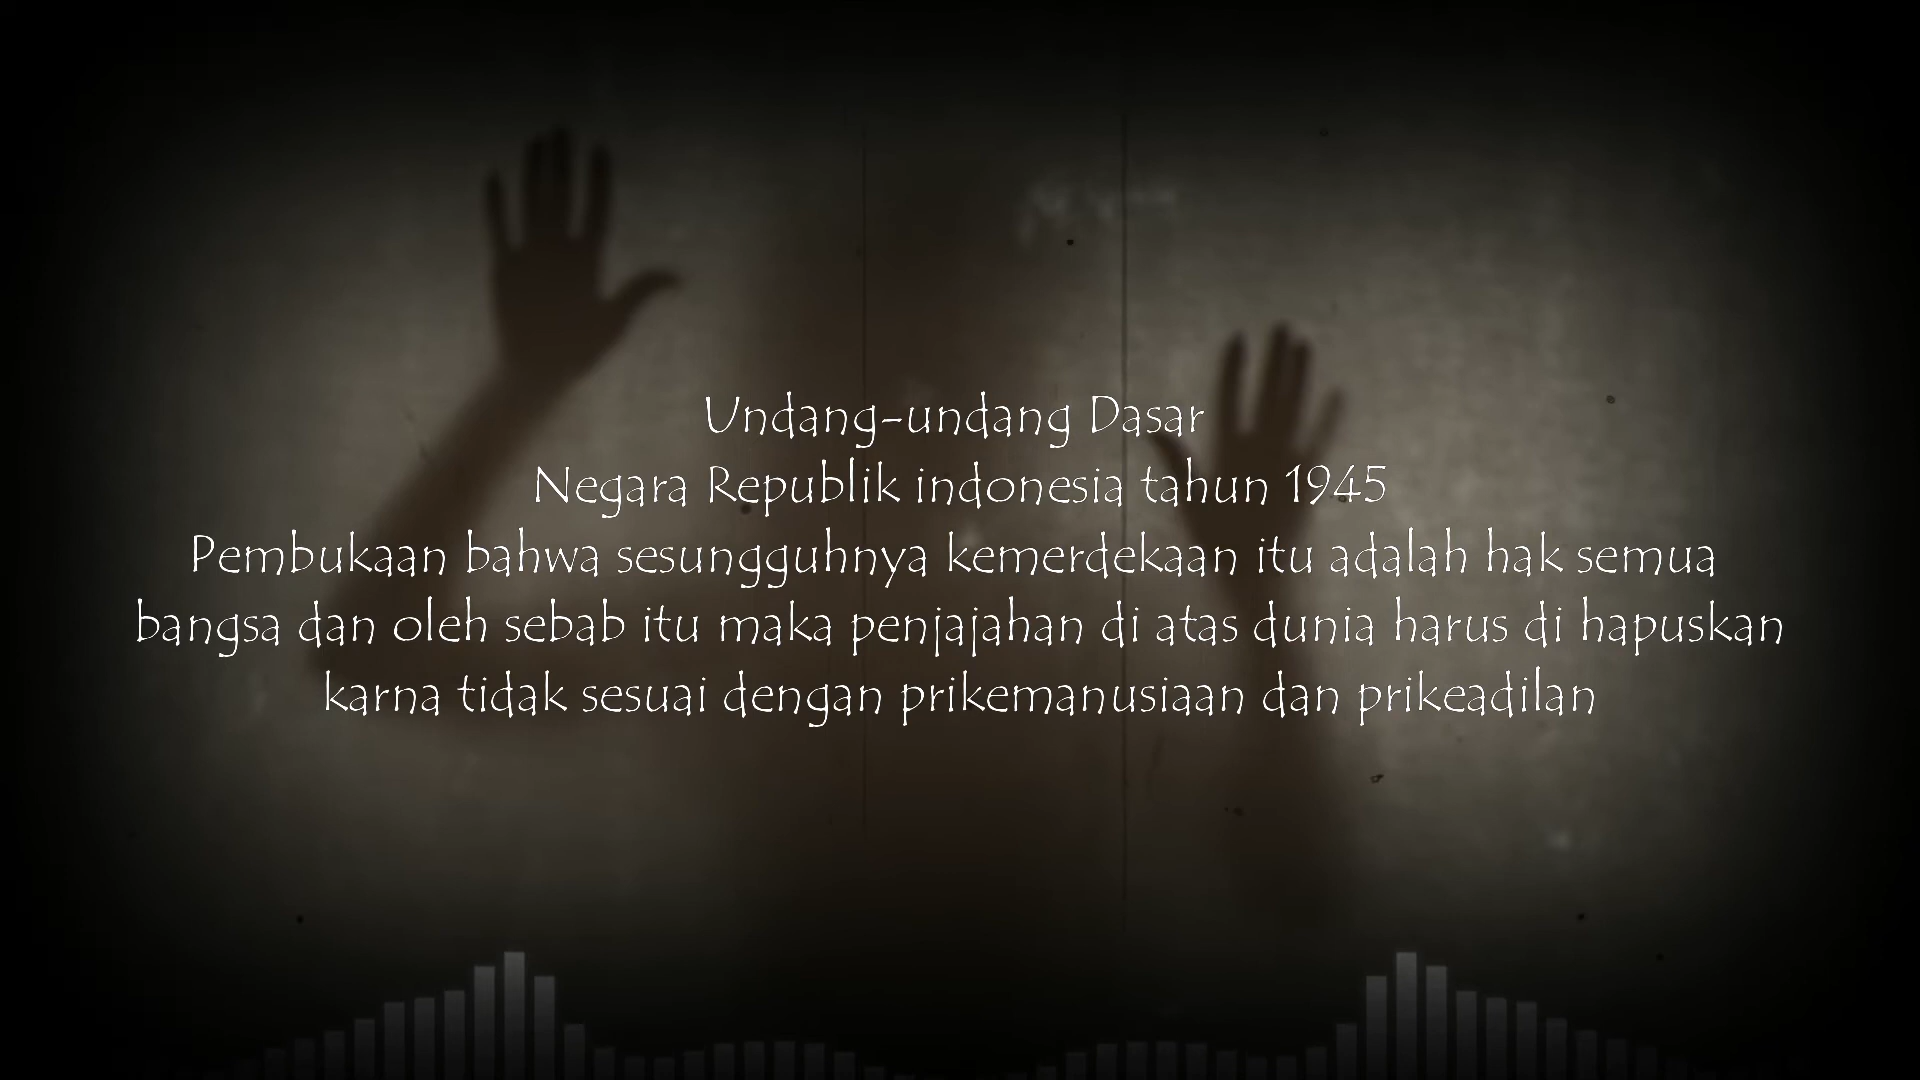 Undang-undang Dasar
Negara Republik indonesia tahun 1945
Pembukaan bahwa sesungguhnya kemerdekaan itu adalah hak semua
bangsa dan oleh sebab itu maka penjajahan di atas dunia harus di hapuskan
karna tidak sesuai dengan prikemanusiaan dan prikeadilan